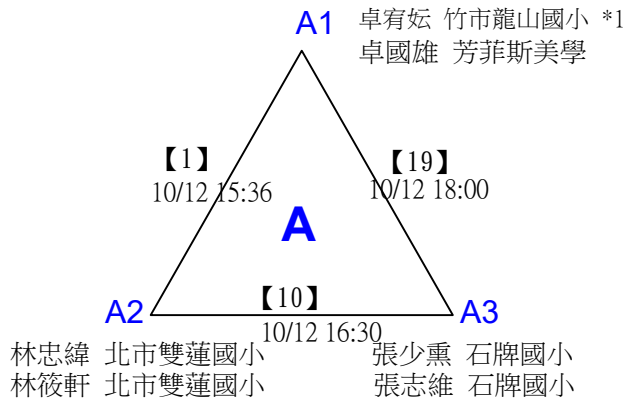 A1 卓宥妘 竹市龍山國小 *1
卓國雄 芳菲斯美學
【1】 【19】
10/12 15:36 10/12 18:00
A
【10】
A2 A3
10/12 16:30
林忠緯 北市雙蓮國小 張少熏 石牌國小
林筱軒 北市雙蓮國小 張志維 石牌國小